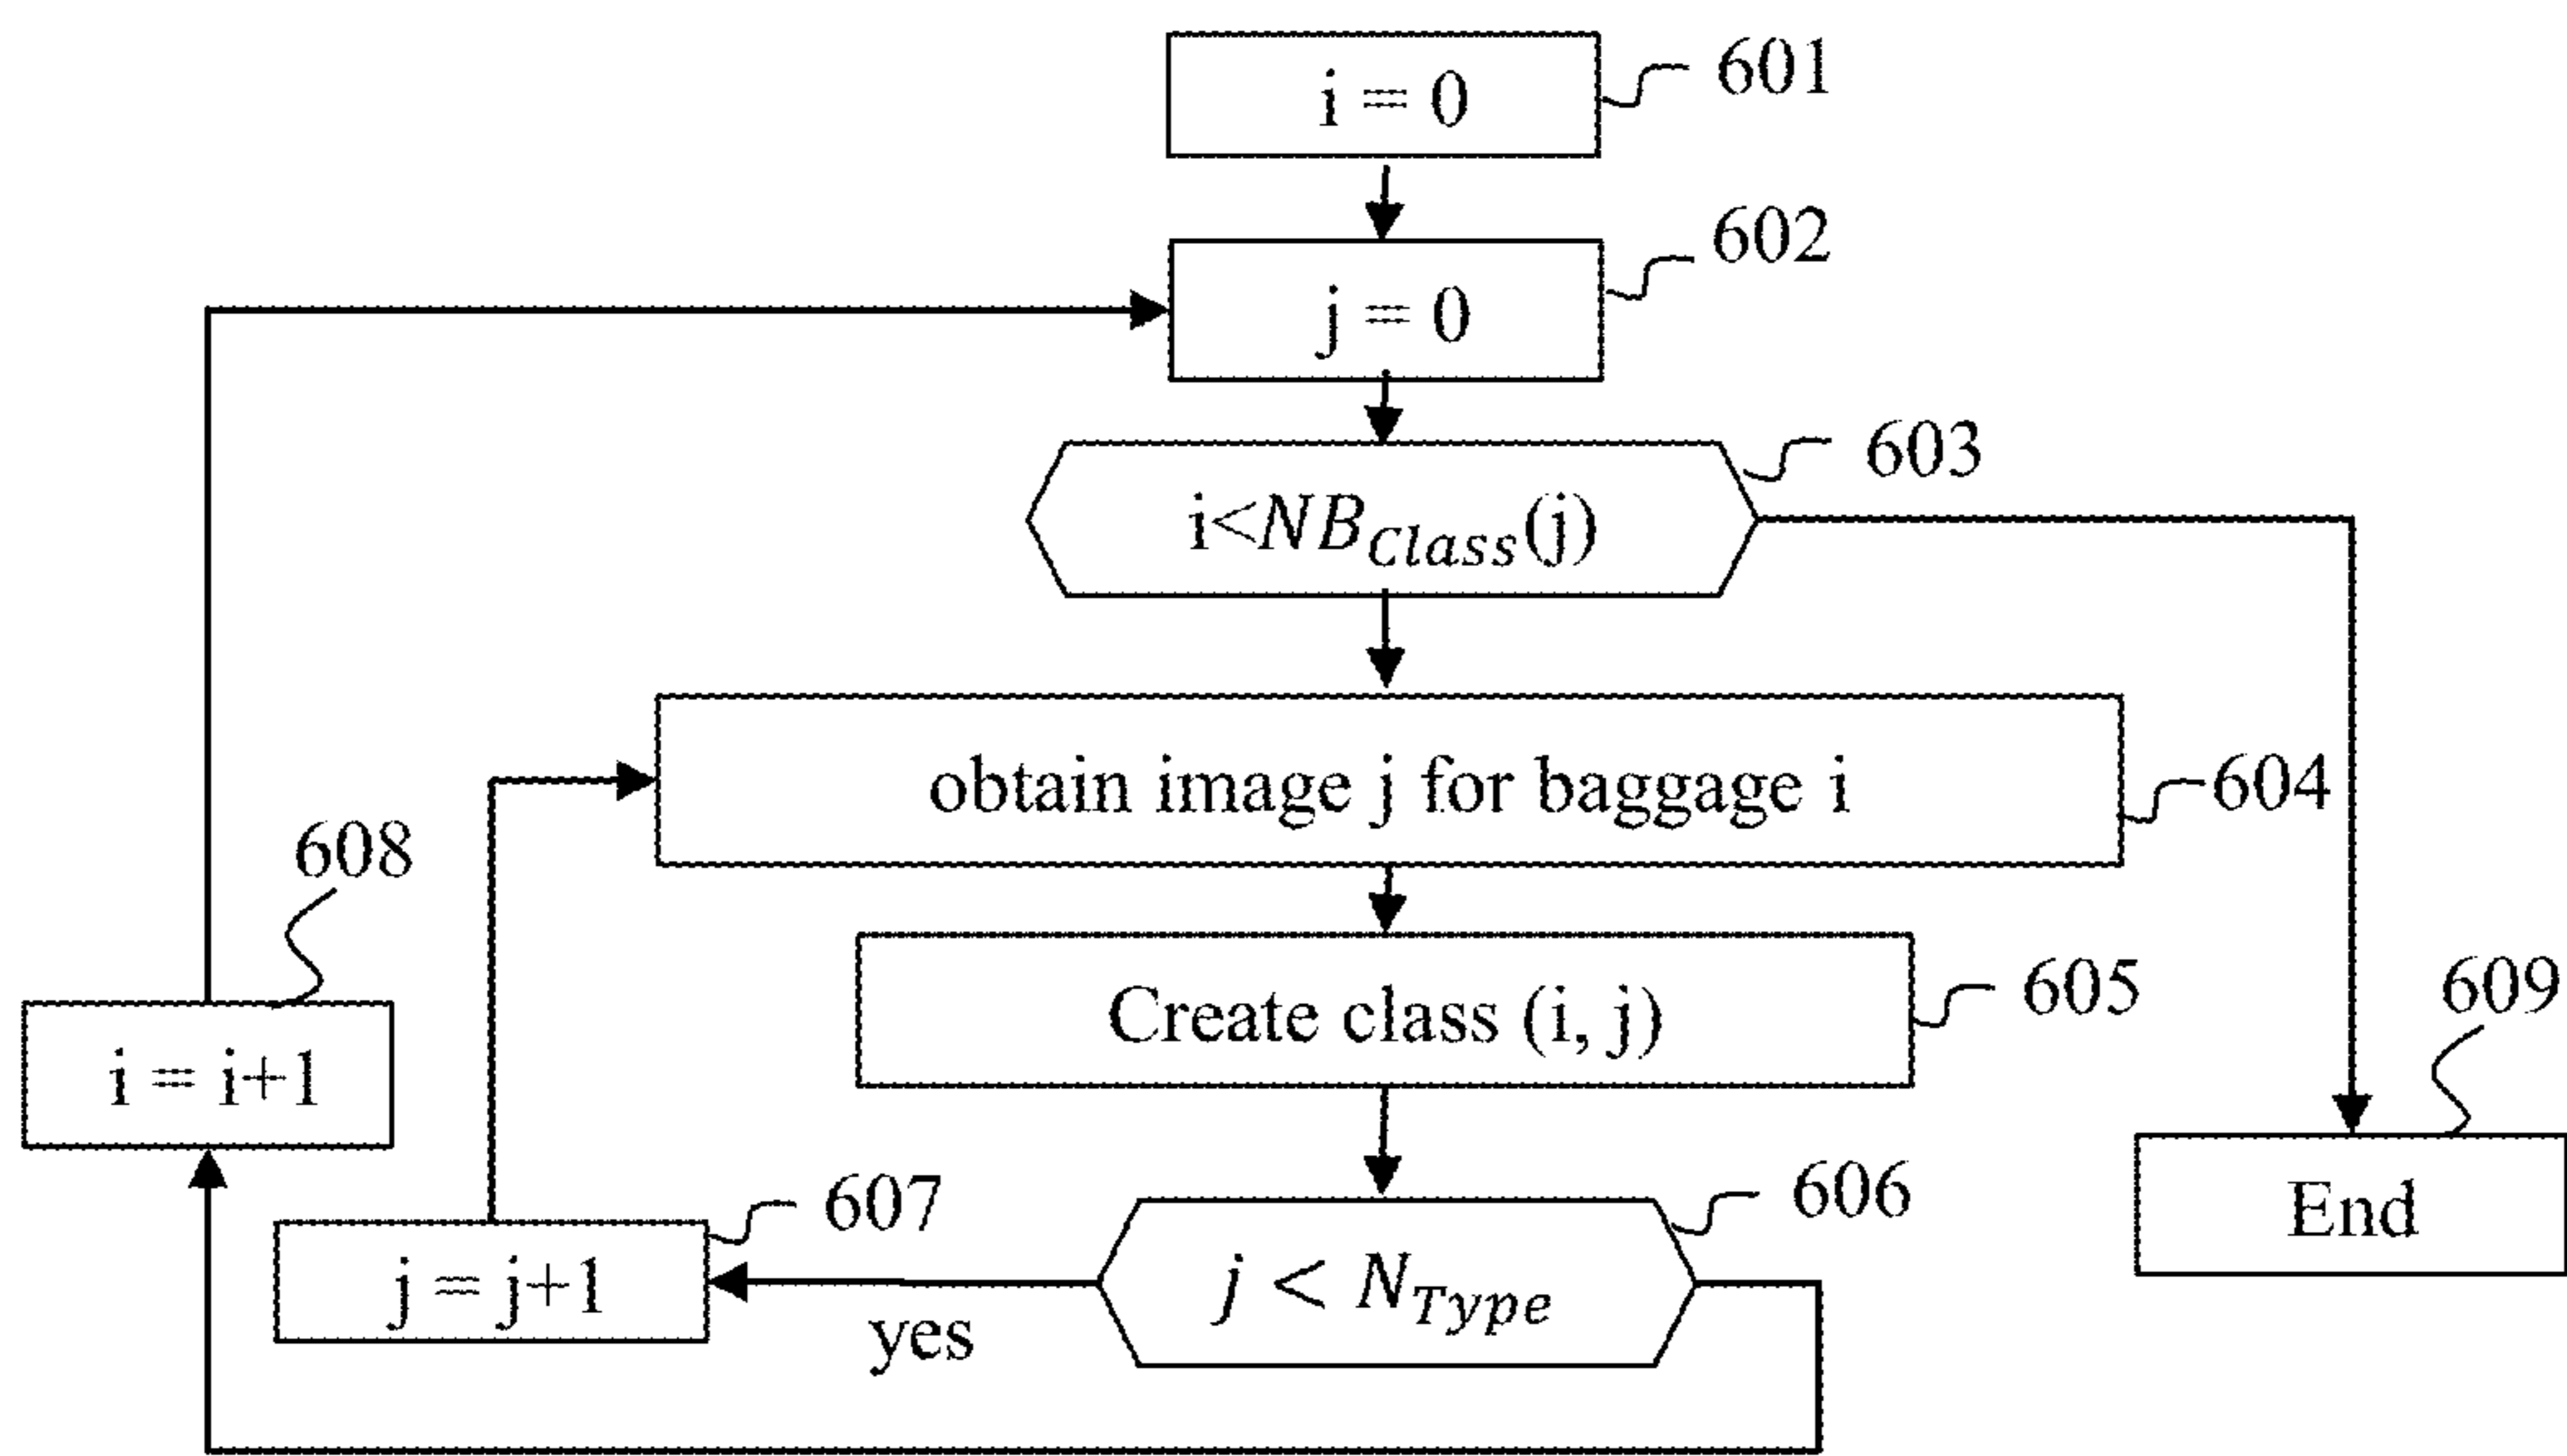 i = 0
601
j = 0
602
i<NB_Class(j)
603
obtain image j for baggage i
604
Create class (i, j)
605
608
i = i+1
609
End
j < N_Type
606
yes
607
j = j+1